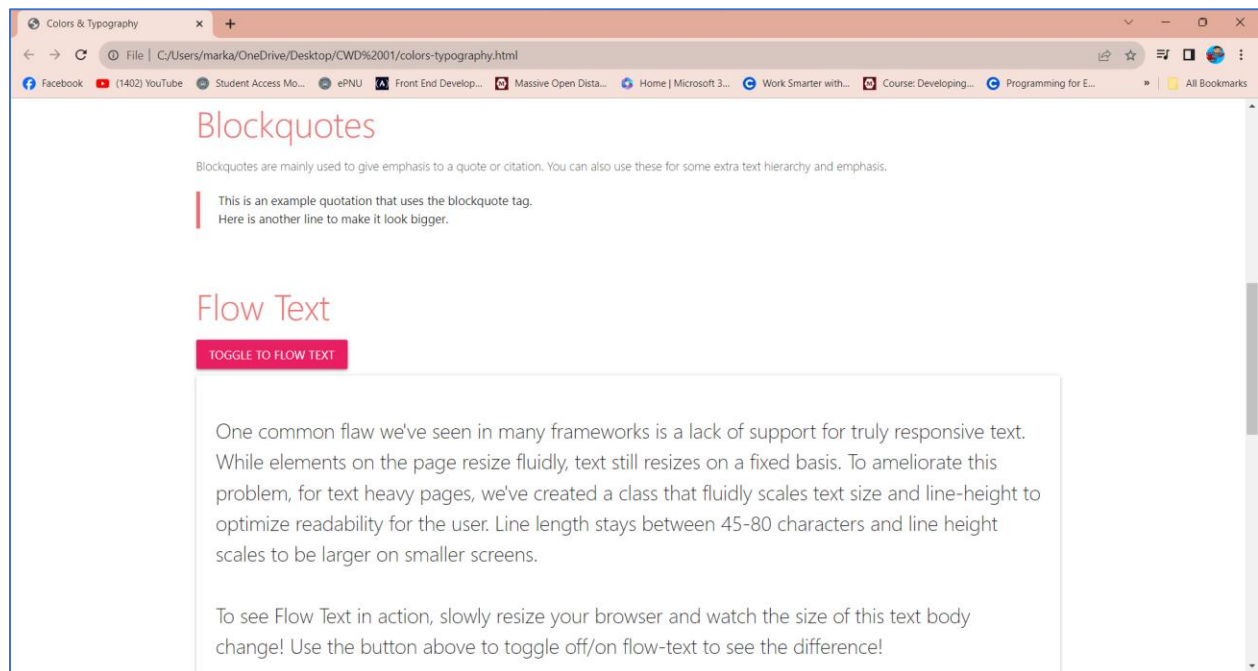 Colors & Typography
File | C:/Users/marka/OneDrive/Desktop/CWD%2001/colors-typography.html
Facebook (1402) YouTube Student Access Mo... ePNU Front End Develop... Massive Open Dista... Home | Microsoft 3... Work Smarter with... Course: Developing... Programming for E... » All Bookmarks
Blockquotes
Blockquotes are mainly used to give emphasis to a quote or citation. You can also use these for some extra text hierarchy and emphasis.
This is an example quotation that uses the blockquote tag.
Here is another line to make it look bigger.
Flow Text
TOGGLE TO FLOW TEXT
One common flaw we've seen in many frameworks is a lack of support for truly responsive text.
While elements on the page resize fluidly, text still resizes on a fixed basis. To ameliorate this
problem, for text heavy pages, we've created a class that fluidly scales text size and line-height to
optimize readability for the user. Line length stays between 45-80 characters and line height
scales to be larger on smaller screens.
To see Flow Text in action, slowly resize your browser and watch the size of this text body
change! Use the button above to toggle off/on flow-text to see the difference!